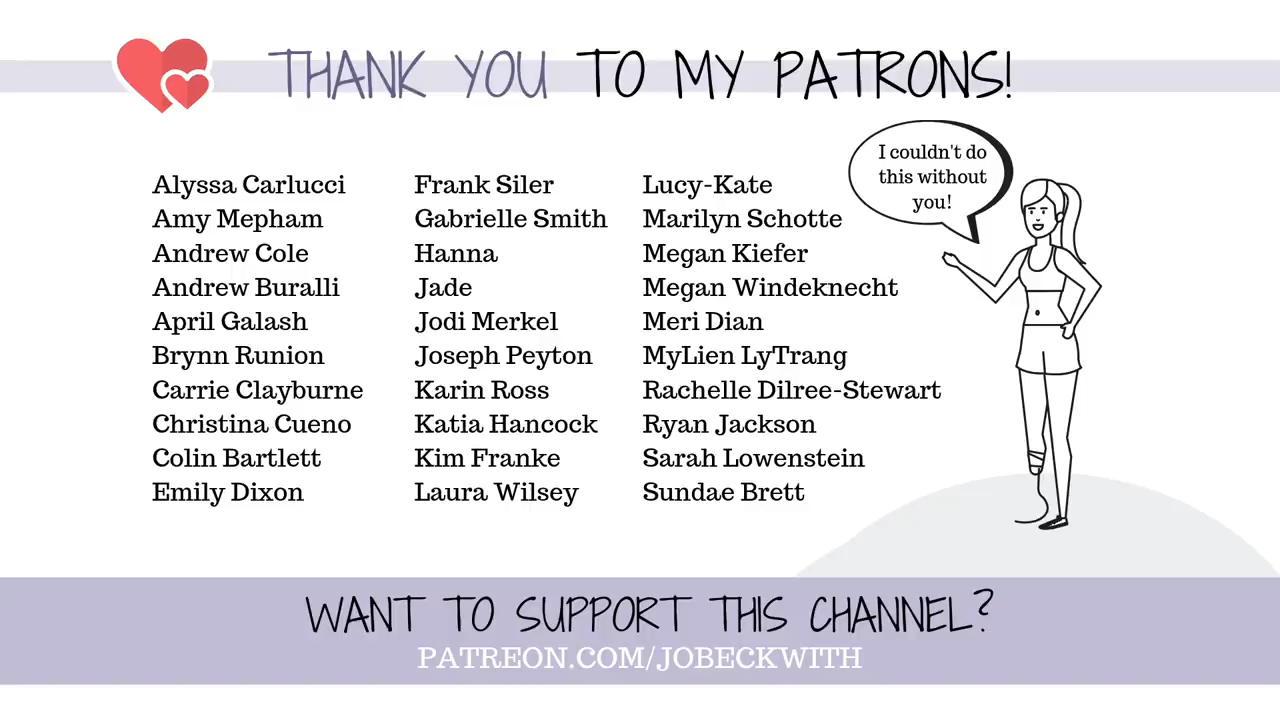 THANK YOU TO MY PATRONS!
I couldn't do
this without
you!
Alyssa Carlucci
Amy Mepham
Andrew Cole
Andrew Buralli
April Galash
Brynn Runion
Carrie Clayburne
Christina Cueno
Colin Bartlett
Emily Dixon
Frank Siler
Gabrielle Smith
Hanna
Jade
Jodi Merkel
Joseph Peyton
Karin Ross
Katia Hancock
Kim Franke
Laura Wilsey
Lucy-Kate
Marilyn Schotte
Megan Kiefer
Megan Windeknecht
Meri Dian
MyLien LyTrang
Rachelle Dilree-Stewart
Ryan Jackson
Sarah Lowenstein
Sundae Brett
WANT TO SUPPORT THIS CHANNEL?
PATREON.COM/JOBECKWITH